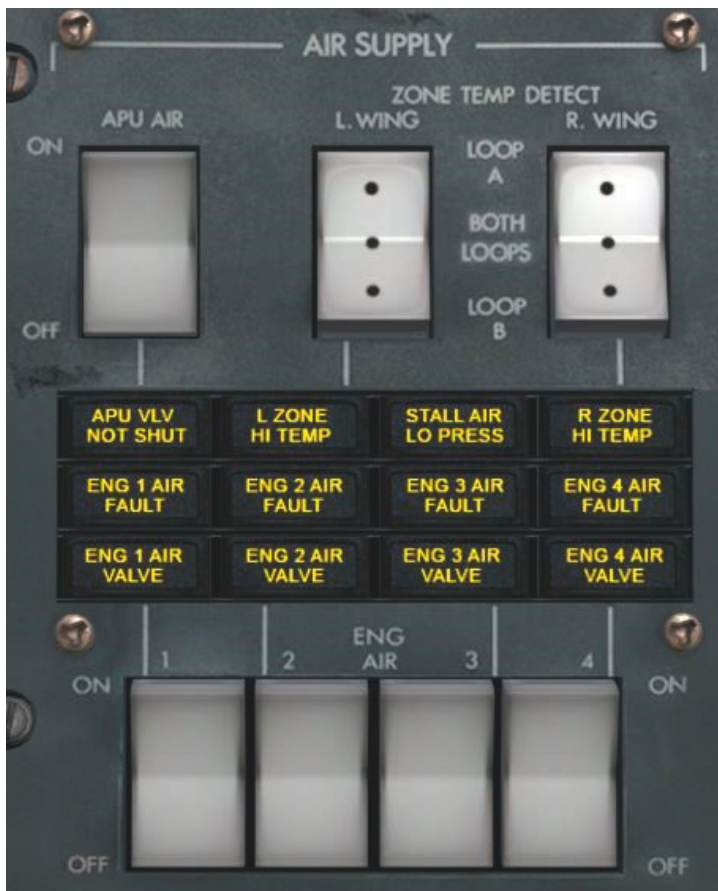 AIR SUPPLY
ZONE TEMP DETECT
APU AIR
L. WING
R. WING
ON
OFF
LOOP
A
BOTH
LOOPS
LOOP
B
APU VLV
NOT SHUT
L ZONE
HI TEMP
STALL AIR
LO PRESS
R ZONE
HI TEMP
ENG 1 AIR
FAULT
ENG 2 AIR
FAULT
ENG 3 AIR
FAULT
ENG 4 AIR
FAULT
ENG 1 AIR
VALVE
ENG 2 AIR
VALVE
ENG 3 AIR
VALVE
ENG 4 AIR
VALVE
ENG
AIR
1
2
3
4
ON
ON
OFF
OFF